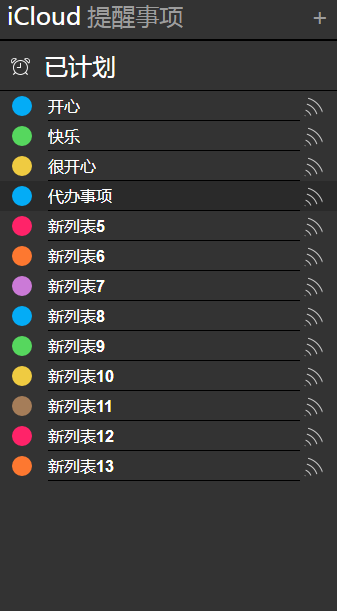 iCloud 提醒事项 +
已计划
开心
快乐
很开心
代办事项
新列表5
新列表6
新列表7
新列表8
新列表9
新列表10
新列表11
新列表12
新列表13